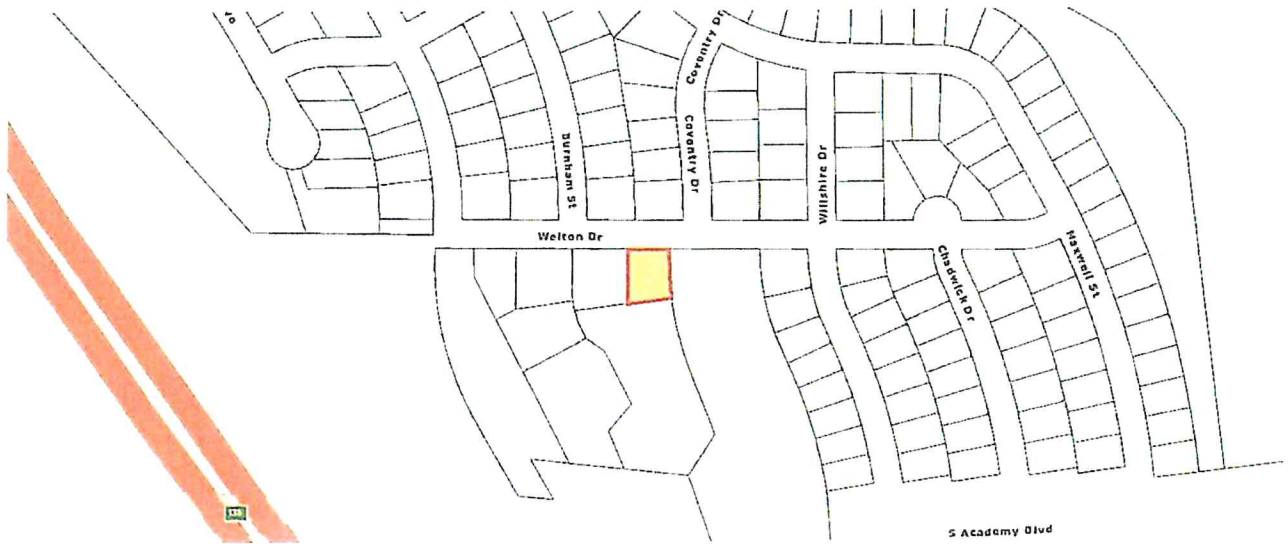 Coventry Dr
Burnham St
Coventry Dr
Willshire Dr
Welton Dr
Chadwick Dr
Maxwell St
S Academy Blvd